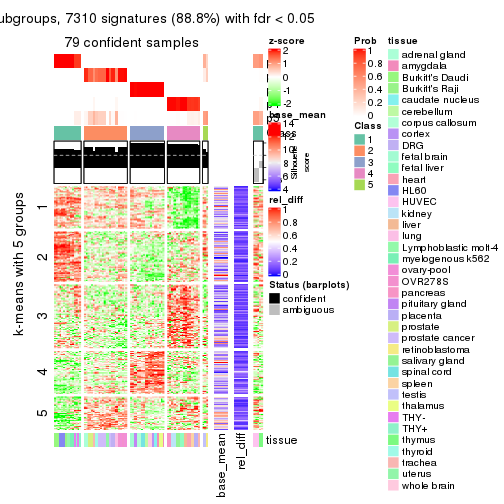 ubgroups, 7310 signatures (88.8%) with fdr < 0.05
79 confident samples
z-score
2
1
0
-1
-2
base_mean
14
12
10
8
6
4
rel_diff
1
0.8
0.6
0.4
0.2
0
Status (barplots)
confident
ambiguous
Silhouette
score
Prob
1
0.8
0.6
0.4
0.2
0
Class
1
2
3
4
5
tissue
adrenal gland
amygdala
Burkitt's Daudi
Burkitt's Raji
caudate nucleus
cerebellum
corpus callosum
cortex
DRG
fetal brain
fetal liver
heart
HL60
HUVEC
kidney
liver
lung
Lymphoblastic molt-4
myelogenous k562
ovary-pool
OVR278S
pancreas
pituitary gland
placenta
prostate
prostate cancer
retinoblastoma
salivary gland
spinal cord
spleen
testis
thalamus
THY-
THY+
thymus
thyroid
trachea
uterus
whole brain
k-means with 5 groups
1
2
3
4
5
tissue
base_mean
rel_diff